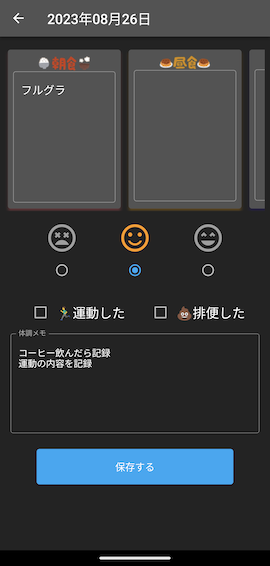 2023年08月26日
🍚朝食🍳
🍮昼食🍮
フルグラ
🏃運動した
💩排便した
体調メモ
コーヒー飲んだら記録
運動の内容を記録
保存する